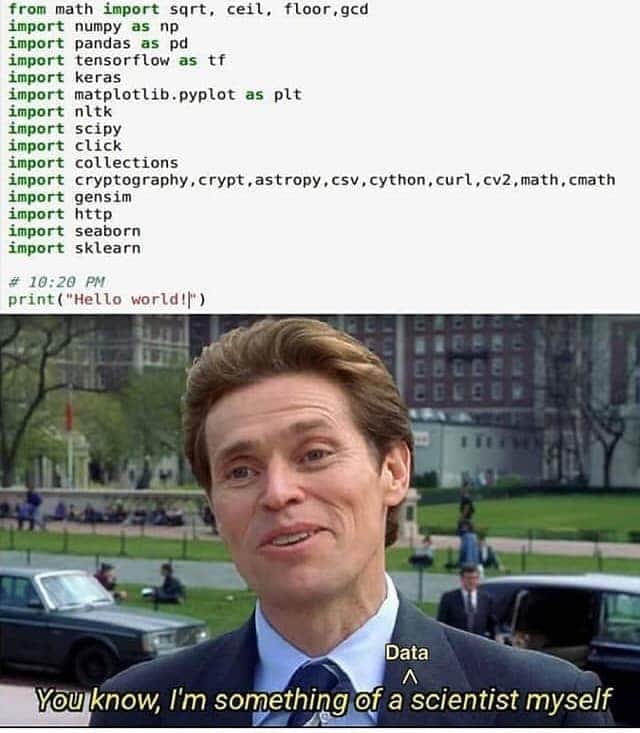 from math import sqrt, ceil, floor,gcd
import numpy as np
import pandas as pd
import tensorflow as tf
import keras
import matplotlib.pyplot as plt
import nltk
import scipy
import click
import collections
import cryptography,crypt,astropy,csv,cython,curl,cv2,math,cmath
import gensim
import http
import seaborn
import sklearn
# 10:20 PM
print("Hello world!")
Data
^
You know, I'm something of a scientist myself